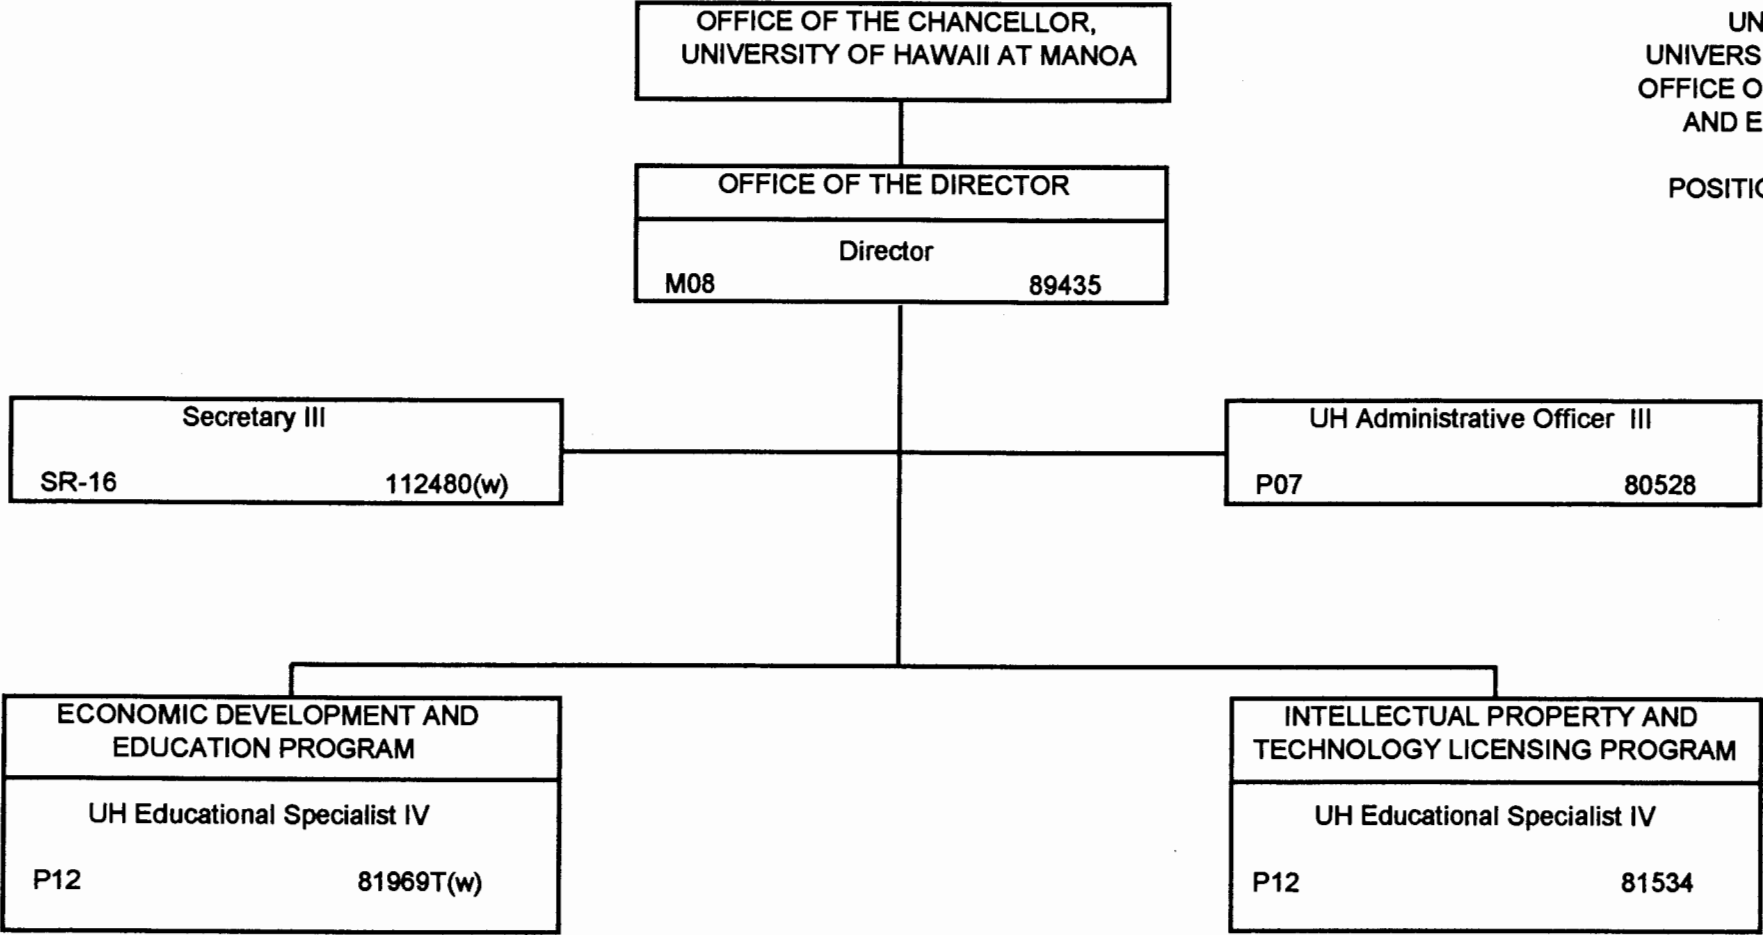 OFFICE OF THE CHANCELLOR,
UNIVERSITY OF HAWAII AT MANOA
UN
UNIVERS
OFFICE O
AND E
POSITIO
OFFICE OF THE DIRECTOR
Director
M08 89435
Secretary III
SR-16 112480(w)
UH Administrative Officer III
P07 80528
ECONOMIC DEVELOPMENT AND
EDUCATION PROGRAM
UH Educational Specialist IV
P12 81969T(w)
INTELLECTUAL PROPERTY AND
TECHNOLOGY LICENSING PROGRAM
UH Educational Specialist IV
P12 81534